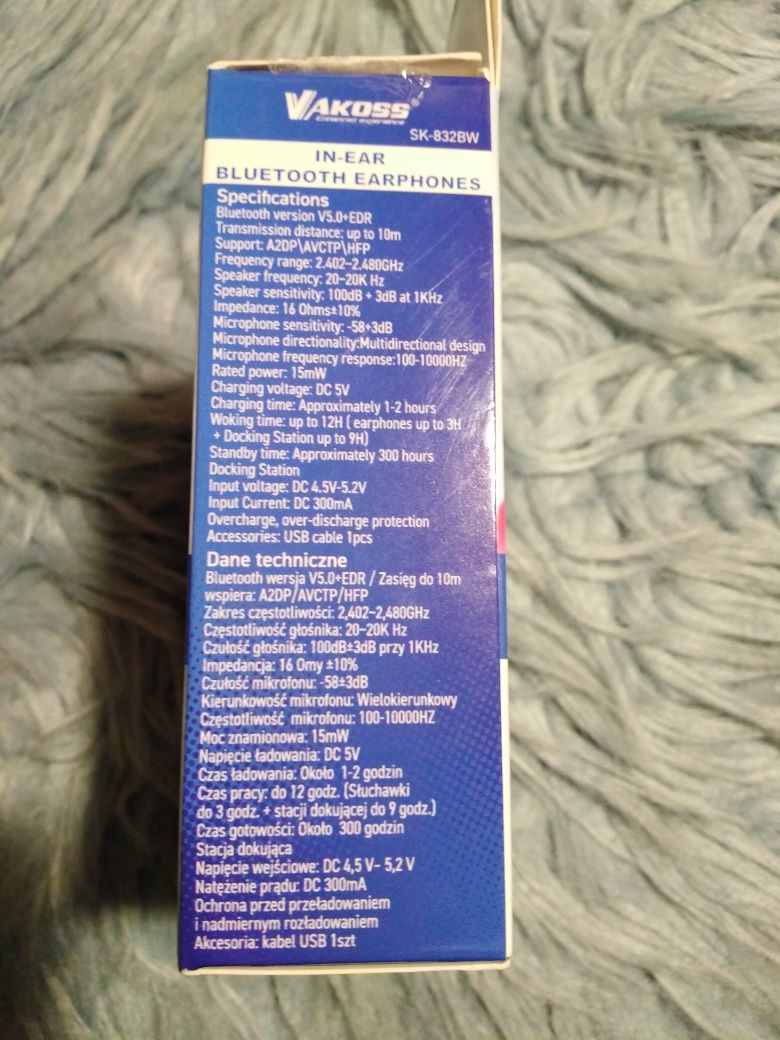 VAKOSS®
Enhanced experience
SK-832BW
IN-EAR
BLUETOOTH EARPHONES
Specifications
Bluetooth version V5.0+EDR
Transmission distance: up to 10m
Support: A2DP\AVCTP\HFP
Frequency range: 2.402~2.480GHz
Speaker frequency: 20~20K Hz
Speaker sensitivity: 100dB + 3dB at 1KHz
Impedance: 16 Ohms±10%
Microphone sensitivity: -58+3dB
Microphone directionality:Multidirectional design
Microphone frequency response:100-10000HZ
Rated power: 15mW
Charging voltage: DC 5V
Charging time: Approximately 1-2 hours
Woking time: up to 12H ( earphones up to 3H
+ Docking Station up to 9H)
Standby time: Approximately 300 hours
Docking Station
Input voltage: DC 4.5V-5.2V
Input Current: DC 300mA
Overcharge, over-discharge protection
Accessories: USB cable 1pcs
Dane techniczne
Bluetooth wersja V5.0+EDR / Zasięg do 10m
wspiera: A2DP/AVCTP/HFP
Zakres częstotliwości: 2,402~2,480GHz
Częstotliwość głośnika: 20~20K Hz
Czułość głośnika: 100dB±3dB przy 1KHz
Impedancja: 16 Omy ±10%
Czułość mikrofonu: -58±3dB
Kierunkowość mikrofonu: Wielokierunkowy
Częstotliwość mikrofonu: 100-10000HZ
Moc znamionowa: 15mW
Napięcie ładowania: DC 5V
Czas ładowania: Około 1-2 godzin
Czas pracy: do 12 godz. (Słuchawki
do 3 godz. + stacji dokującej do 9 godz.)
Czas gotowości: Około 300 godzin
Stacja dokująca
Napięcie wejściowe: DC 4,5 V~ 5,2 V
Natężenie prądu: DC 300mA
Ochrona przed przeładowaniem
i nadmiernym rozładowaniem
Akcesoria: kabel USB 1szt